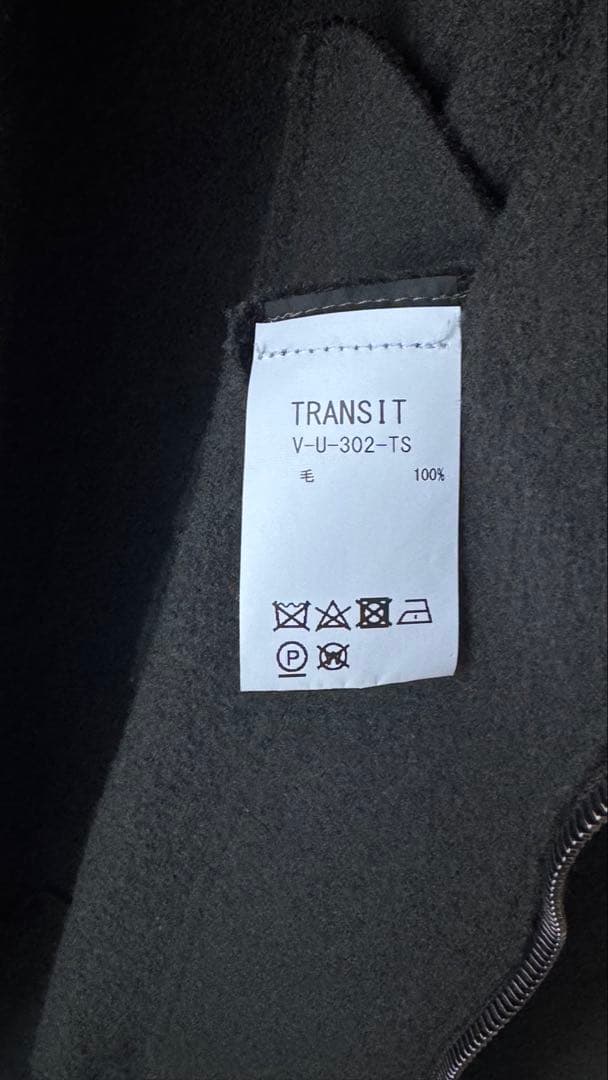 TRANSIT
V-U-302-TS
毛 100%
P
W